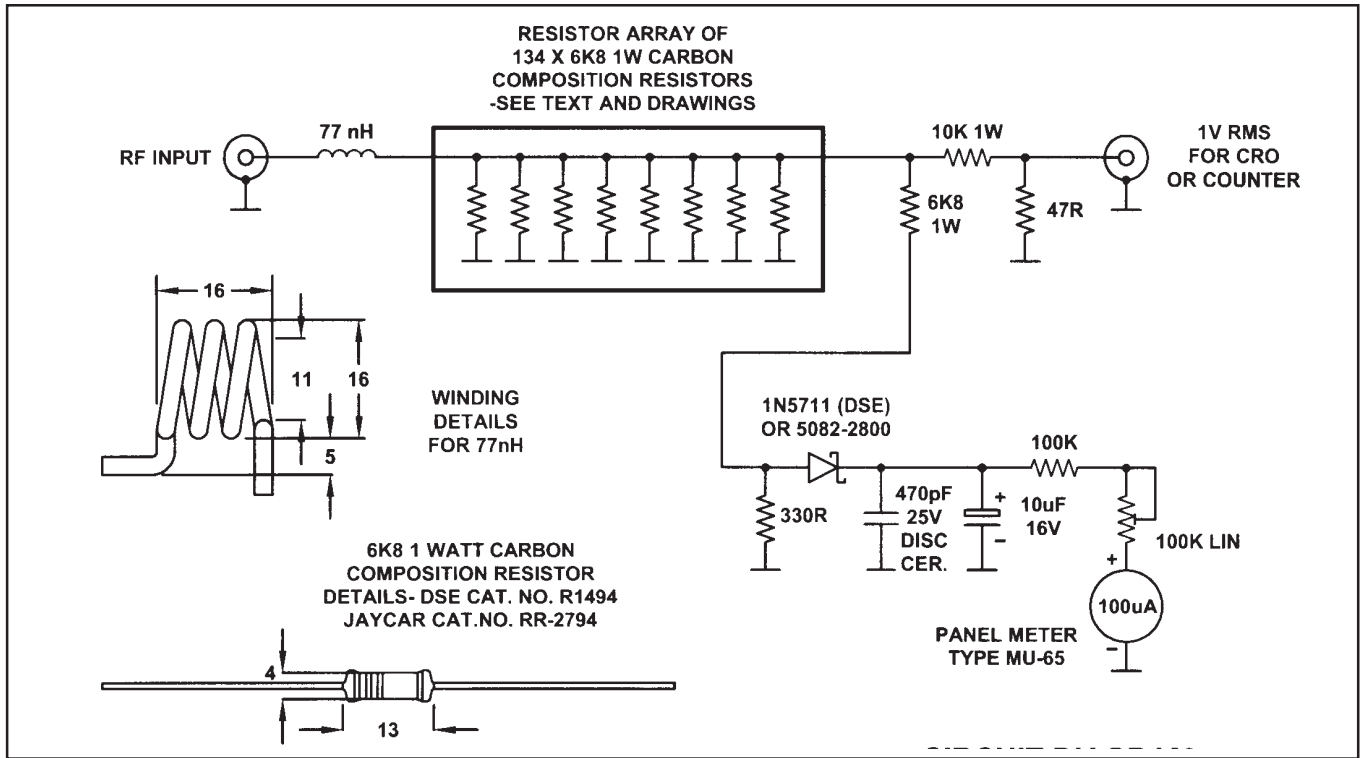 RESISTOR ARRAY OF
134 X 6K8 1W CARBON
COMPOSITION RESISTORS
-SEE TEXT AND DRAWINGS
RF INPUT
77 nH
10K 1W
1V RMS
FOR CRO
OR COUNTER
6K8
1W
47R
16
11
16
5
WINDING
DETAILS
FOR 77nH
1N5711 (DSE)
OR 5082-2800
100K
330R
470pF
25V
DISC
CER.
+
10uF
16V
–
100K LIN
+
100uA
–
PANEL METER
TYPE MU-65
6K8 1 WATT CARBON
COMPOSITION RESISTOR
DETAILS- DSE CAT. NO. R1494
JAYCAR CAT.NO. RR-2794
4
13